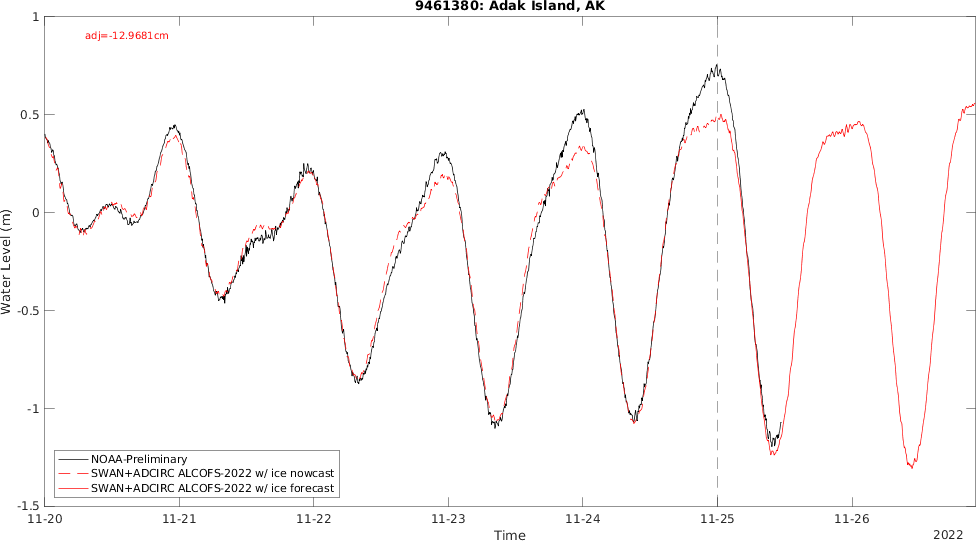 9461380: Adak Island, AK
adj=-12.9681cm
1
0.5
0
-0.5
-1
-1.5
Water Level (m)
NOAA-Preliminary
SWAN+ADCIRC ALCOFS-2022 w/ ice nowcast
SWAN+ADCIRC ALCOFS-2022 w/ ice forecast
11-20 11-21 11-22 11-23 11-24 11-25 11-26
Time
2022